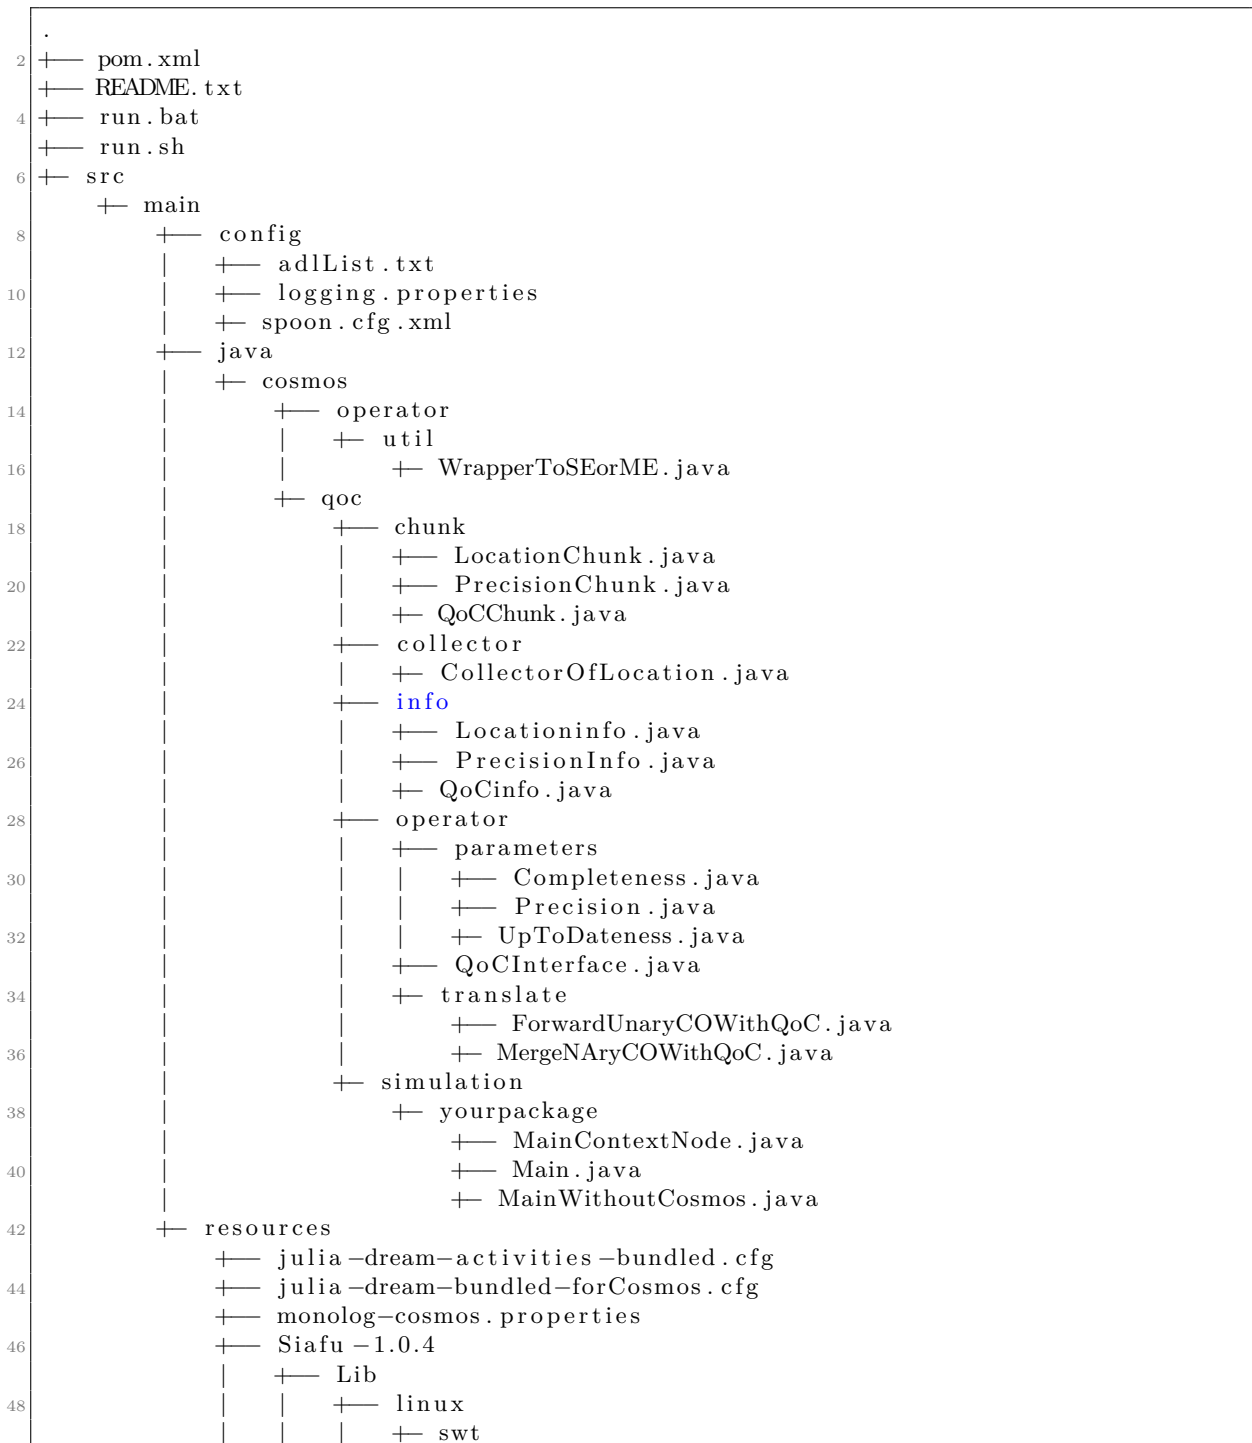 .
2 +── pom.xml
+── README.txt
4 +── run.bat
+── run.sh
6 +─ src
+─ main
8 +── config
| +── adlList.txt
10 | +── logging.properties
| +─ spoon.cfg.xml
12 +── java
| +─ cosmos
14 | +── operator
| | +─ util
16 | | +─ WrapperToSEorME.java
| +─ qoc
18 | +── chunk
| | +── LocationChunk.java
20 | | +── PrecisionChunk.java
| | +─ QoCChunk.java
22 | +── collector
| | +─ CollectorOfLocation.java
24 | +── info
| | +── Locationinfo.java
26 | | +── PrecisionInfo.java
| | +─ QoCinfo.java
28 | +── operator
| | +── parameters
30 | | | +── Completeness.java
| | | +── Precision.java
32 | | | +─ UpToDateness.java
| | +── QoCInterface.java
34 | | +─ translate
| | +── ForwardUnaryCOWithQoC.java
36 | | +─ MergeNAryCOWithQoC.java
| +─ simulation
38 | +─ yourpackage
| +── MainContextNode.java
40 | +── Main.java
| +─ MainWithoutCosmos.java
42 +─ resources
+── julia-dream-activities-bundled.cfg
44 +── julia-dream-bundled-forCosmos.cfg
+── monolog-cosmos.properties
46 +── Siafu-1.0.4
| +── Lib
48 | | +── linux
| | | +─ swt